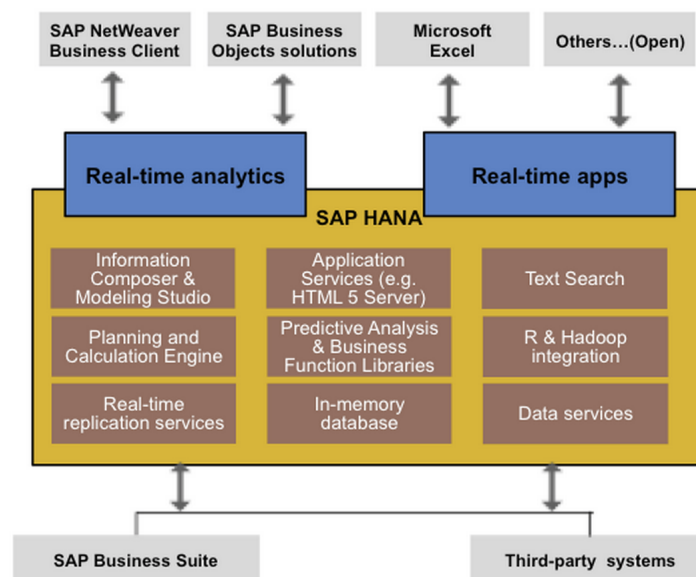 SAP NetWeaver
Business Client
SAP Business
Objects solutions
Microsoft
Excel
Others...(Open)
Real-time analytics
Real-time apps
SAP HANA
Information
Composer &
Modeling Studio
Application
Services (e.g.
HTML 5 Server)
Text Search
Planning and
Calculation Engine
Predictive Analysis
& Business
Function Libraries
R & Hadoop
integration
Real-time
replication services
In-memory
database
Data services
SAP Business Suite
Third-party systems